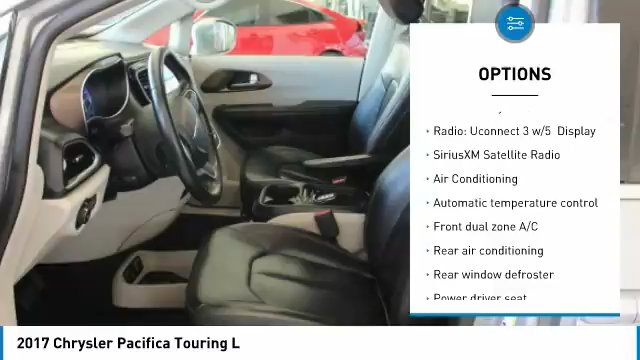 OPTIONS
• Radio: Uconnect 3 w/5 Display
• SiriusXM Satellite Radio
• Air Conditioning
• Automatic temperature control
• Front dual zone A/C
• Rear air conditioning
• Rear window defroster
• Power driver seat
2017 Chrysler Pacifica Touring L